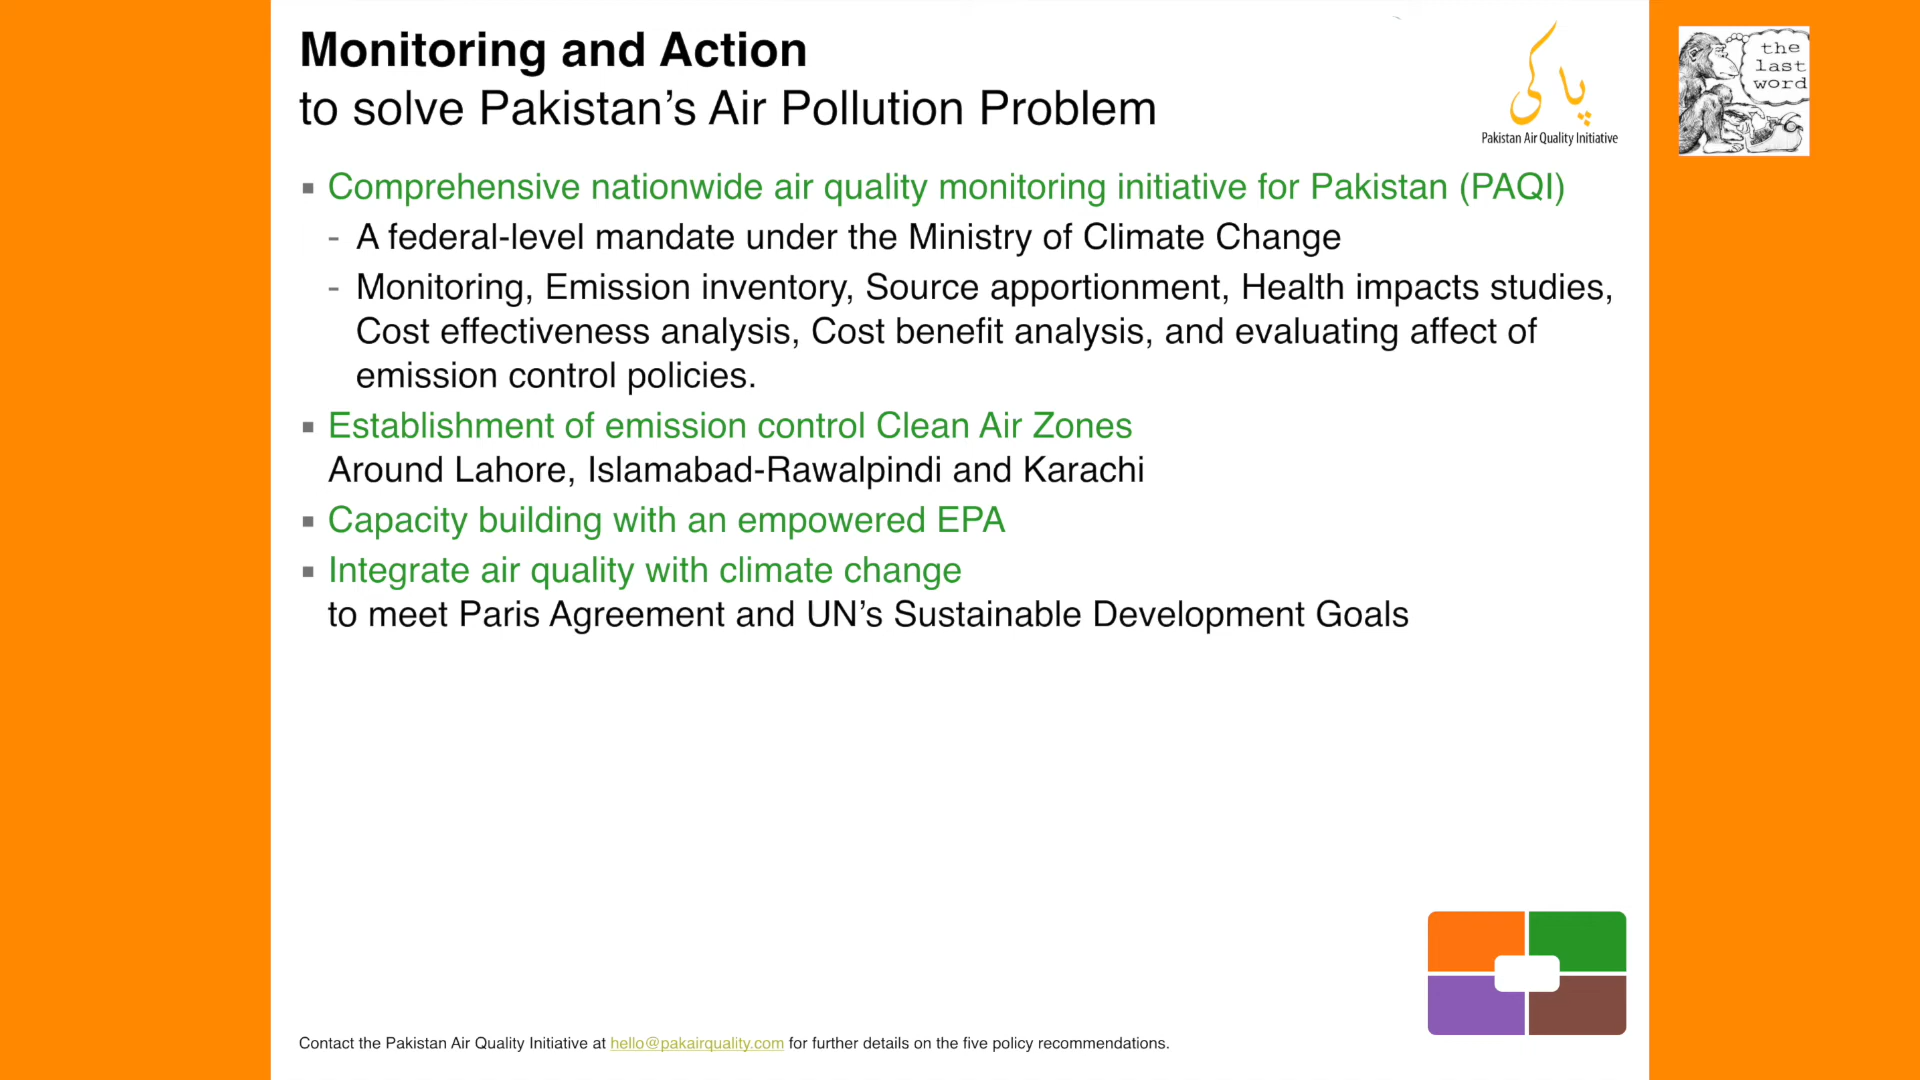 Monitoring and Action
to solve Pakistan’s Air Pollution Problem
پاکی
Pakistan Air Quality Initiative
the
last
word
▪ Comprehensive nationwide air quality monitoring initiative for Pakistan (PAQI)
- A federal-level mandate under the Ministry of Climate Change
- Monitoring, Emission inventory, Source apportionment, Health impacts studies,
Cost effectiveness analysis, Cost benefit analysis, and evaluating affect of
emission control policies.
▪ Establishment of emission control Clean Air Zones
Around Lahore, Islamabad-Rawalpindi and Karachi
▪ Capacity building with an empowered EPA
▪ Integrate air quality with climate change
to meet Paris Agreement and UN’s Sustainable Development Goals
Contact the Pakistan Air Quality Initiative at hello@pakairquality.com for further details on the five policy recommendations.